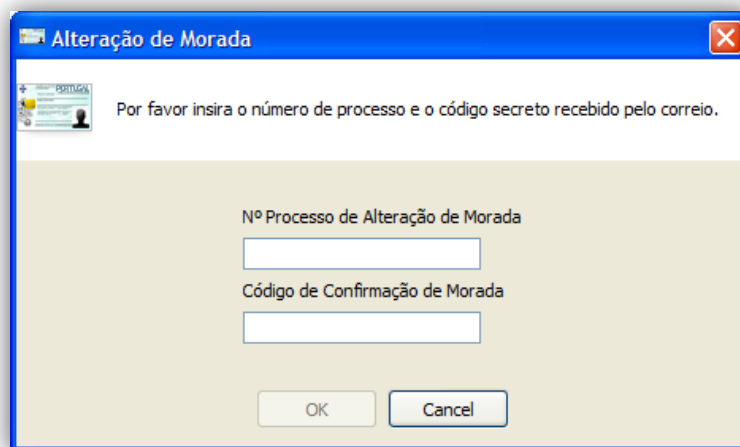 Alteração de Morada
PORTUGAL
Por favor insira o número de processo e o código secreto recebido pelo correio.
Nº Processo de Alteração de Morada
Código de Confirmação de Morada
OK
Cancel